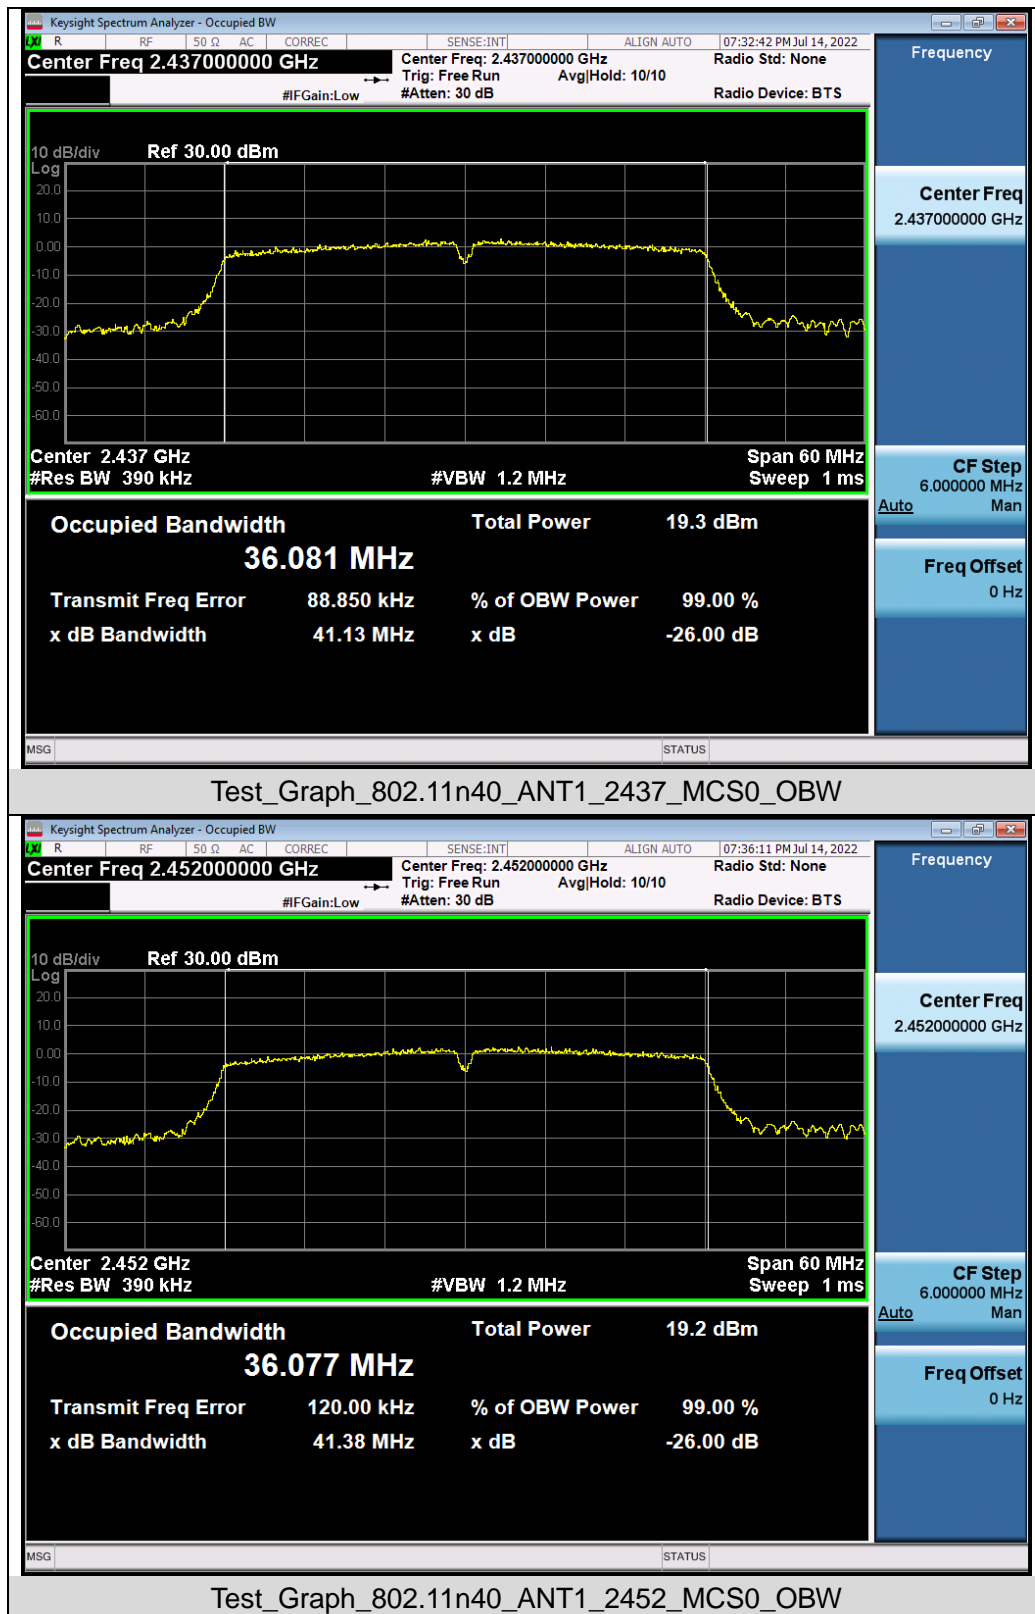 Keysight Spectrum Analyzer - Occupied BW
LXI R RF 50 Ω AC CORREC SENSE:INT ALIGN AUTO 07:32:42 PM Jul 14, 2022
Center Freq 2.437000000 GHz
Center Freq: 2.437000000 GHz
Radio Std: None
Trig: Free Run Avg|Hold: 10/10
#IFGain:Low
#Atten: 30 dB
Radio Device: BTS
Frequency
10 dB/div Ref 30.00 dBm
Log
20.0
10.0
0.00
-10.0
-20.0
-30.0
-40.0
-50.0
-60.0
Center 2.437 GHz
Span 60 MHz
#Res BW 390 kHz
#VBW 1.2 MHz
Sweep 1 ms
Center Freq
2.437000000 GHz
CF Step
6.000000 MHz
Auto Man
Freq Offset
0 Hz
Occupied Bandwidth
Total Power 19.3 dBm
36.081 MHz
Transmit Freq Error 88.850 kHz % of OBW Power 99.00 %
x dB Bandwidth 41.13 MHz x dB -26.00 dB
MSG STATUS
Test_Graph_802.11n40_ANT1_2437_MCS0_OBW
Keysight Spectrum Analyzer - Occupied BW
LXI R RF 50 Ω AC CORREC SENSE:INT ALIGN AUTO 07:36:11 PM Jul 14, 2022
Center Freq 2.452000000 GHz
Center Freq: 2.452000000 GHz
Radio Std: None
Trig: Free Run Avg|Hold: 10/10
#IFGain:Low
#Atten: 30 dB
Radio Device: BTS
Frequency
10 dB/div Ref 30.00 dBm
Log
20.0
10.0
0.00
-10.0
-20.0
-30.0
-40.0
-50.0
-60.0
Center 2.452 GHz
Span 60 MHz
#Res BW 390 kHz
#VBW 1.2 MHz
Sweep 1 ms
Center Freq
2.452000000 GHz
CF Step
6.000000 MHz
Auto Man
Freq Offset
0 Hz
Occupied Bandwidth
Total Power 19.2 dBm
36.077 MHz
Transmit Freq Error 120.00 kHz % of OBW Power 99.00 %
x dB Bandwidth 41.38 MHz x dB -26.00 dB
MSG STATUS
Test_Graph_802.11n40_ANT1_2452_MCS0_OBW